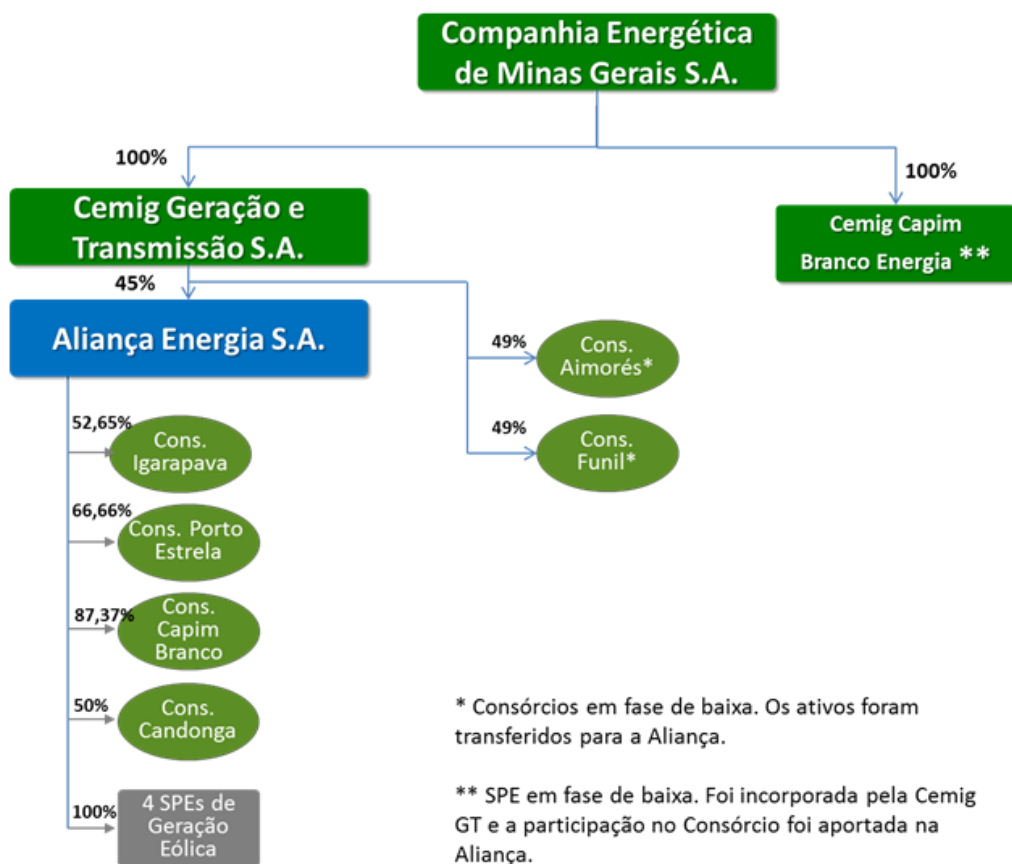 Companhia Energética
de Minas Gerais S.A.
100%
100%
Cemig Geração e
Transmissão S.A.
Cemig Capim
Branco Energia **
45%
Aliança Energia S.A.
49%
Cons.
Aimorés*
49%
Cons.
Funil*
52,65%
Cons.
Igarapava
66,66%
Cons. Porto
Estrela
87,37%
Cons.
Capim
Branco
50%
Cons.
Candonga
100%
4 SPEs de
Geração
Eólica
* Consórcios em fase de baixa. Os ativos foram
transferidos para a Aliança.
** SPE em fase de baixa. Foi incorporada pela Cemig
GT e a participação no Consórcio foi aportada na
Aliança.